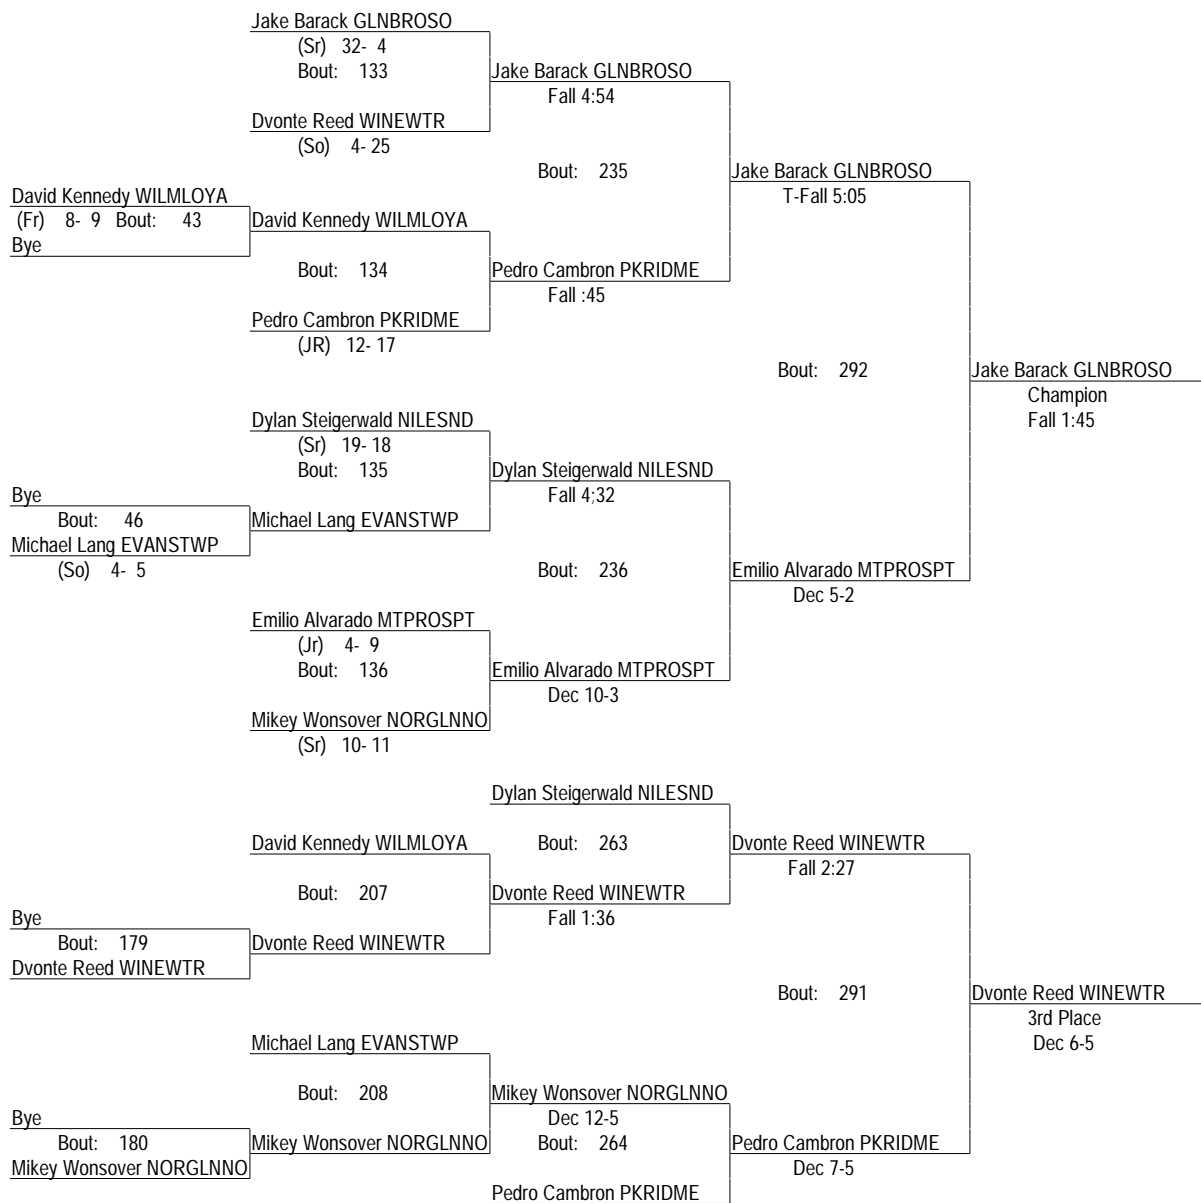 Jake Barack GLNBROSO
(Sr) 32- 4
Bout: 133
Jake Barack GLNBROSO
Fall 4:54
Dvonte Reed WINEWTR
(So) 4- 25
Bout: 235
Jake Barack GLNBROSO
T-Fall 5:05
David Kennedy WILMLOYA
(Fr) 8- 9 Bout: 43
David Kennedy WILMLOYA
Bye
Bout: 134
Pedro Cambron PKRIDME
Fall :45
Pedro Cambron PKRIDME
(JR) 12- 17
Bout: 292
Jake Barack GLNBROSO
Champion
Fall 1:45
Dylan Steigerwald NILESND
(Sr) 19- 18
Bout: 135
Dylan Steigerwald NILESND
Fall 4;32
Bye
Bout: 46
Michael Lang EVANSTWP
Michael Lang EVANSTWP
(So) 4- 5
Bout: 236
Emilio Alvarado MTPROSPT
Dec 5-2
Emilio Alvarado MTPROSPT
(Jr) 4- 9
Bout: 136
Emilio Alvarado MTPROSPT
Dec 10-3
Mikey Wonsover NORGLNNO
(Sr) 10- 11
Dylan Steigerwald NILESND
David Kennedy WILMLOYA
Bout: 263
Dvonte Reed WINEWTR
Fall 2:27
Bout: 207
Dvonte Reed WINEWTR
Fall 1:36
Bye
Bout: 179
Dvonte Reed WINEWTR
Dvonte Reed WINEWTR
Bout: 291
Dvonte Reed WINEWTR
3rd Place
Dec 6-5
Michael Lang EVANSTWP
Bout: 208
Mikey Wonsover NORGLNNO
Dec 12-5
Bye
Bout: 180
Mikey Wonsover NORGLNNO
Bout: 264
Pedro Cambron PKRIDME
Dec 7-5
Mikey Wonsover NORGLNNO
Pedro Cambron PKRIDME